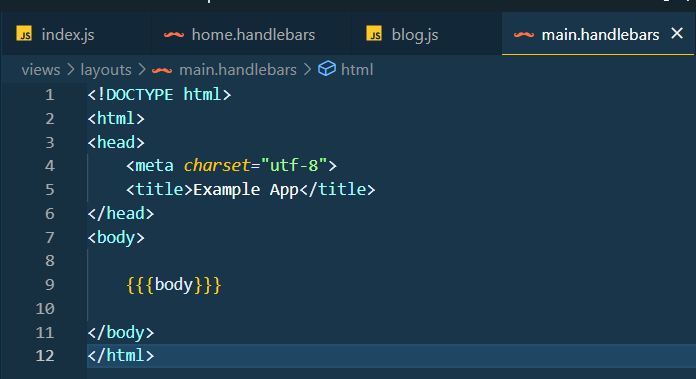 JS index.js home.handlebars JS blog.js main.handlebars ×
views > layouts > main.handlebars > html
1 <!DOCTYPE html>
2 <html>
3 <head>
4 <meta charset="utf-8">
5 <title>Example App</title>
6 </head>
7 <body>
8
9 {{{body}}}
10
11 </body>
12 </html>